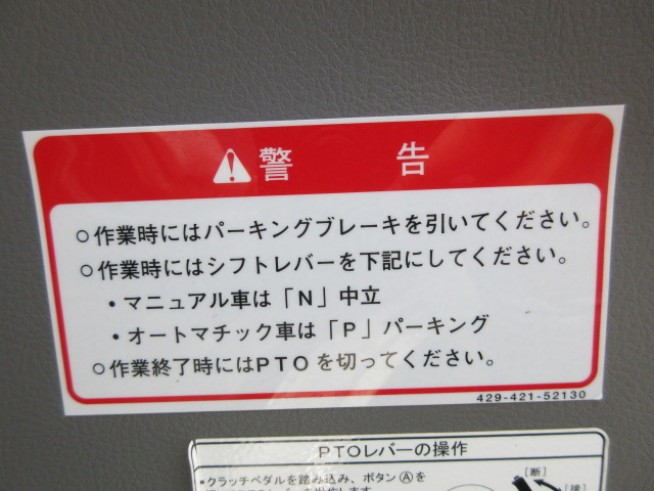 警告
○作業時にはパーキングブレーキを引いてください。
○作業時にはシフトレバーを下記にしてください。
・マニュアル車は「N」中立
・オートマチック車は「P」パーキング
○作業終了時にはPTOを切ってください。
429-421-52130
PTOレバーの操作
・クラッチペダルを踏み込み、ボタンⒶを
[断]
[接]